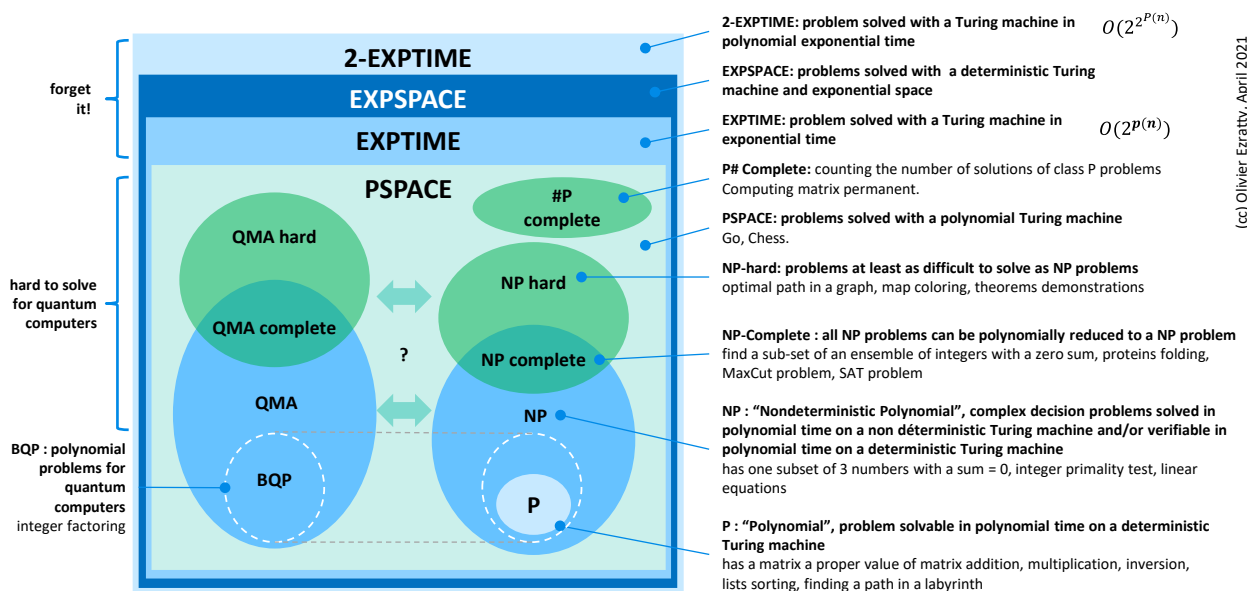 2-EXPTIME: problem solved with a Turing machine in
polynomial exponential time
O(2^{2^{P(n)}})
EXPSPACE: problems solved with a deterministic Turing
machine and exponential space
EXPTIME: problem solved with a Turing machine in
exponential time
O(2^{p(n)})
P# Complete: counting the number of solutions of class P problems
Computing matrix permanent.
PSPACE: problems solved with a polynomial Turing machine
Go, Chess.
NP-hard: problems at least as difficult to solve as NP problems
optimal path in a graph, map coloring, theorems demonstrations
NP-Complete : all NP problems can be polynomially reduced to a NP problem
find a sub-set of an ensemble of integers with a zero sum, proteins folding,
MaxCut problem, SAT problem
NP : “Nondeterministic Polynomial”, complex decision problems solved in
polynomial time on a non déterministic Turing machine and/or verifiable in
polynomial time on a deterministic Turing machine
has one subset of 3 numbers with a sum = 0, integer primality test, linear
equations
P : “Polynomial”, problem solvable in polynomial time on a deterministic
Turing machine
has a matrix a proper value of matrix addition, multiplication, inversion,
lists sorting, finding a path in a labyrinth
(cc) Olivier Ezratty, April 2021
forget
it!
hard to solve
for quantum
computers
BQP : polynomial
problems for
quantum
computers
integer factoring
2-EXPTIME
EXPSPACE
EXPTIME
PSPACE
#P
complete
QMA hard
NP hard
QMA complete
?
NP complete
QMA
NP
BQP
P